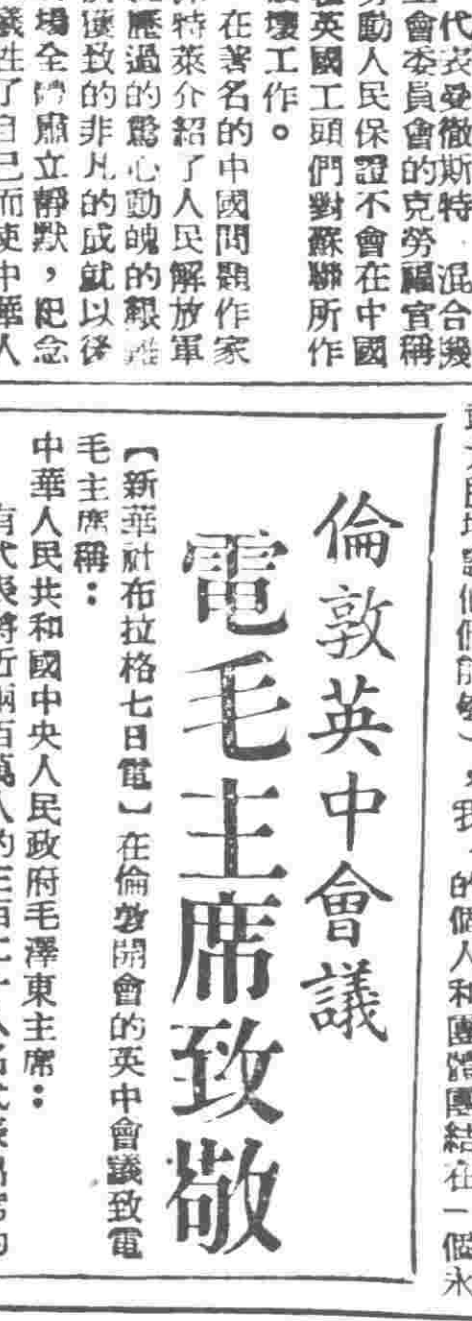 代表曼徹斯特 混合
會委員會的克勞福宣稱
勞動人民保證不會在中國
英國工頭們對蘇聯所作
壞工作。
在著名的中國問題作家
特萊介紹了人民解放軍
歷過的驚心動魄的艱難
獲致的非凡的成就以後
場全體肅立靜默，紀念
犧牲了自己而使中華人
的個人和團體團結在一個永
倫敦英中會議
電毛主席致敬
【新華社布拉格七日電】在倫敦開會的英中會議致電
毛主席稱：
中華人民共和國中央人民政府毛澤東主席：